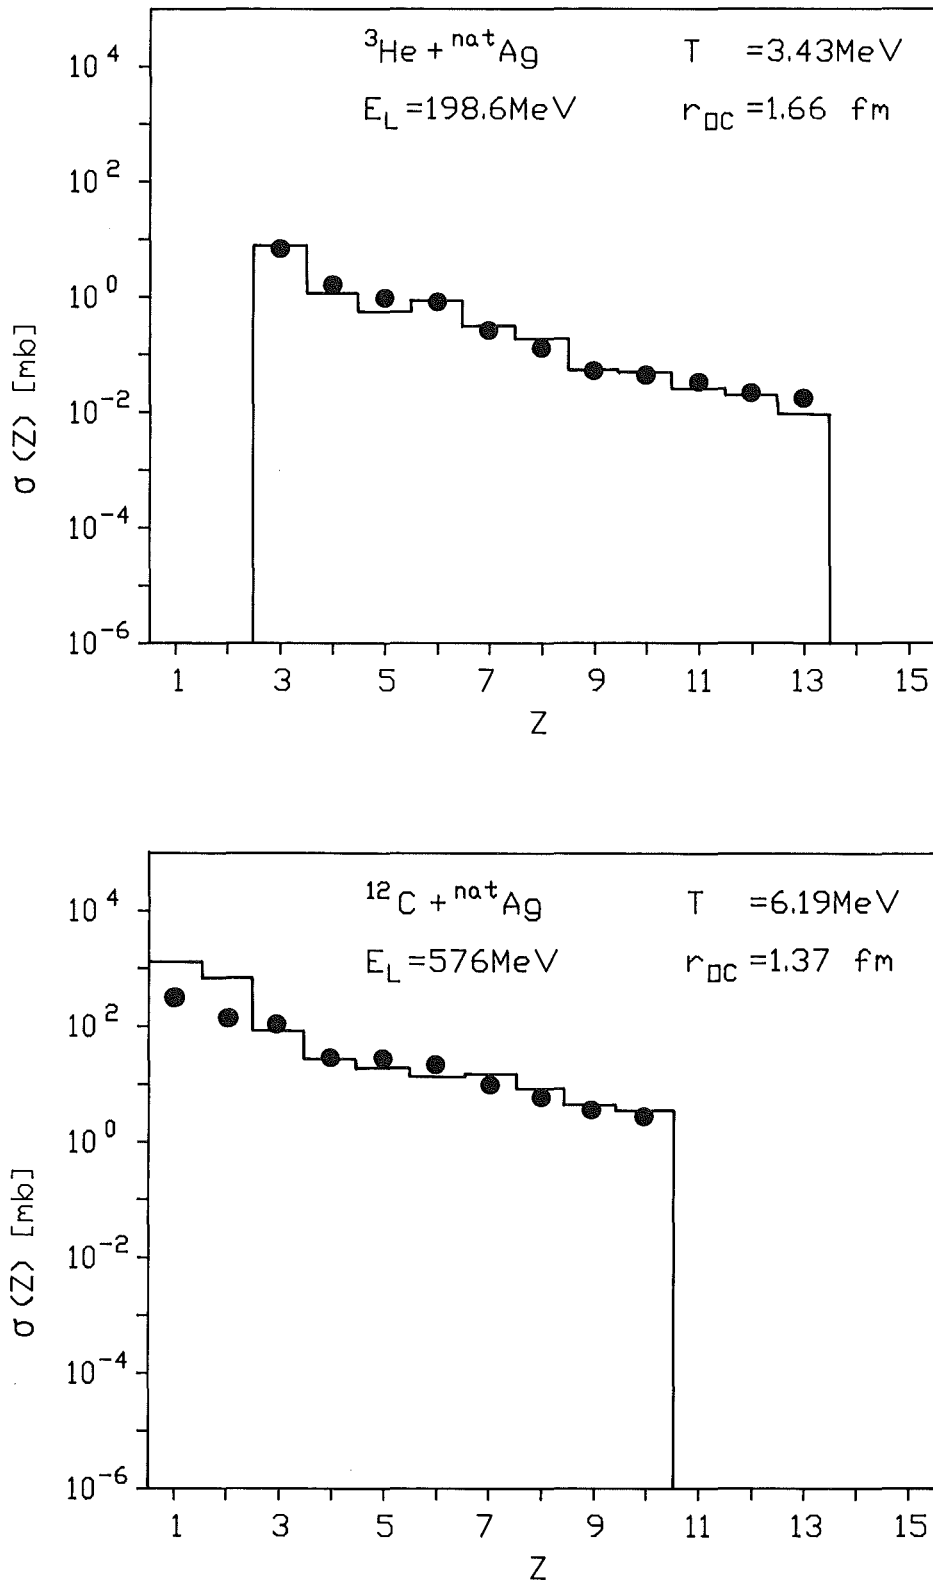 ³He + ⁿᵃᵗAg T =3.43MeV
E_L =198.6MeV r_OC =1.66 fm
10⁴
10²
10⁰
10⁻²
10⁻⁴
10⁻⁶
σ (Z) [mb]
1 3 5 7 9 11 13 15
Z
¹²C + ⁿᵃᵗAg T =6.19MeV
E_L =576MeV r_OC =1.37 fm
10⁴
10²
10⁰
10⁻²
10⁻⁴
10⁻⁶
σ (Z) [mb]
1 3 5 7 9 11 13 15
Z